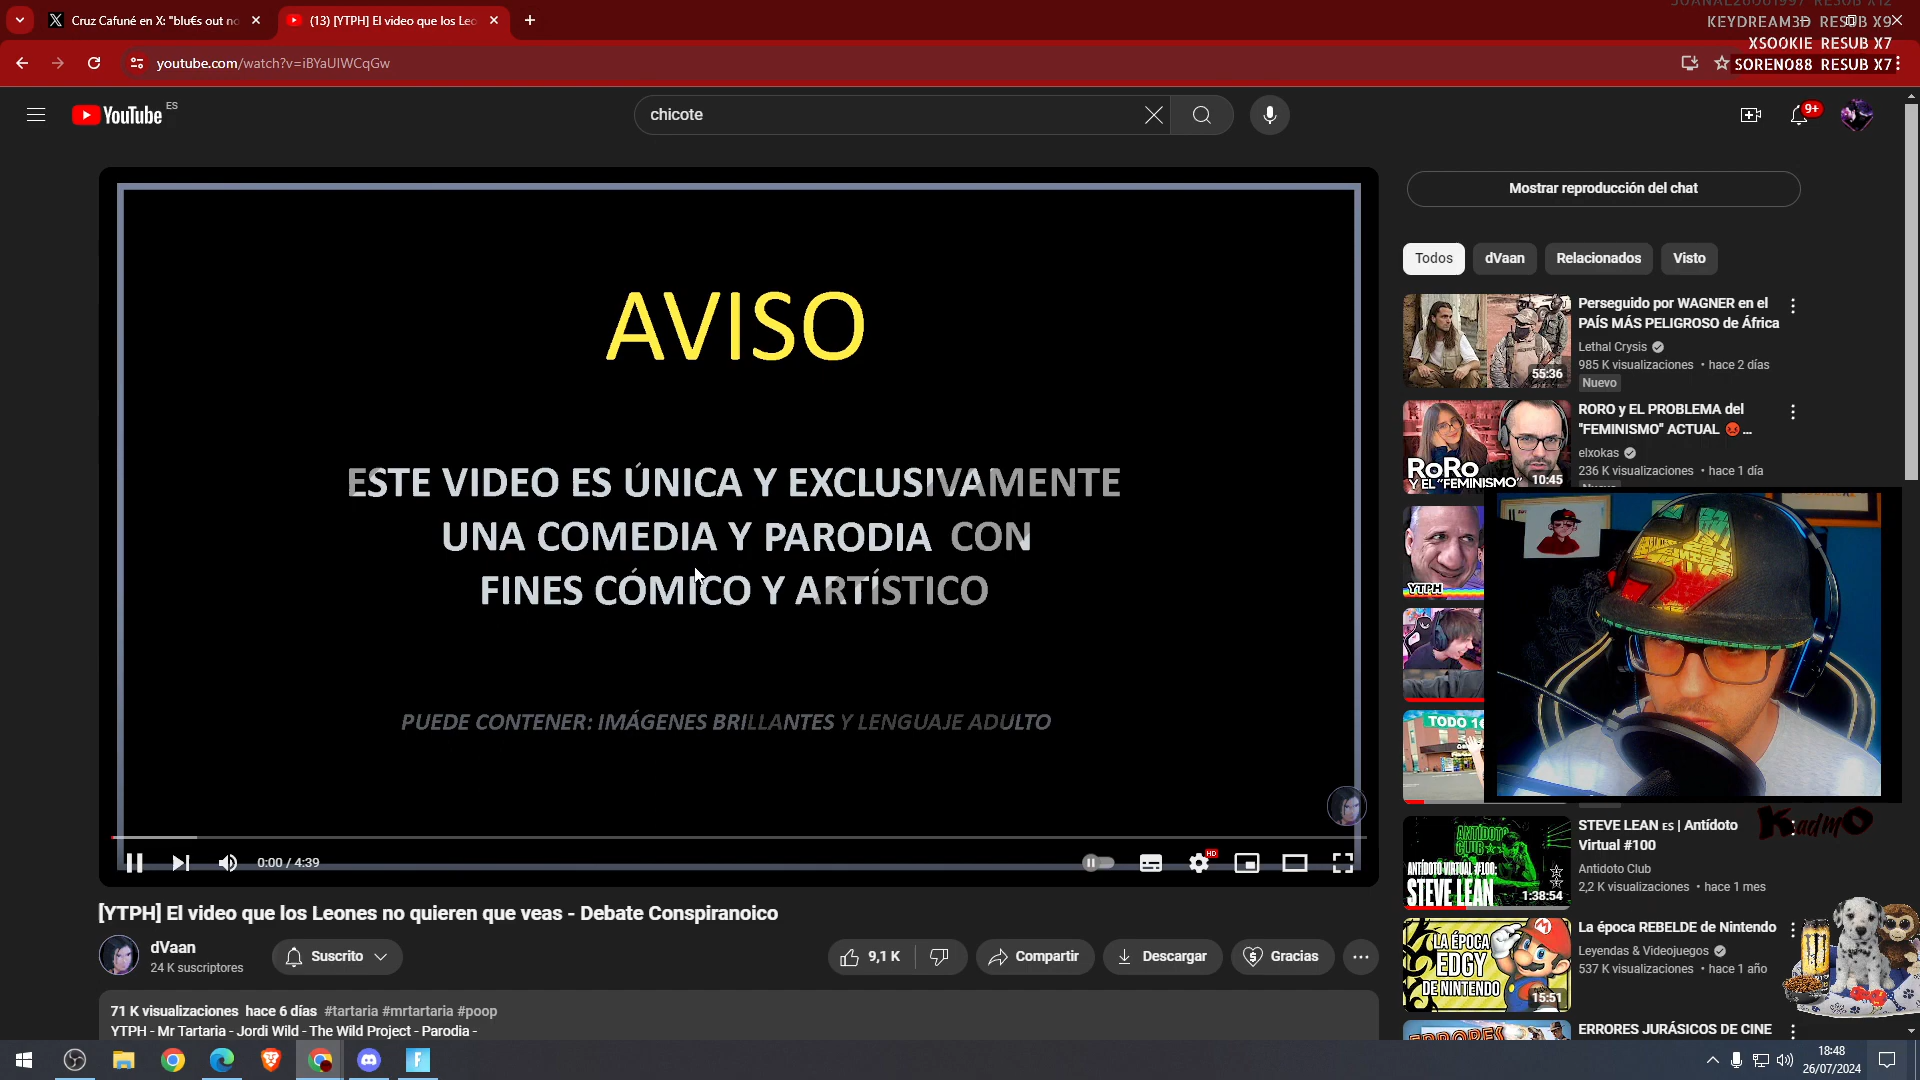 Cruz Cafuné en X: "blu€s out no
(13) [YTPH] El video que los Leo
KEYDREAM3D RESUB X9
XSOOKIE RESUB X7
SOREN088 RESUB X7
youtube.com/watch?v=iBYaUIWCqGw
YouTube ES
chicote
9+
AVISO
ESTE VIDEO ES ÚNICA Y EXCLUSIVAMENTE
UNA COMEDIA Y PARODIA CON
FINES CÓMICO Y ARTÍSTICO
PUEDE CONTENER: IMÁGENES BRILLANTES Y LENGUAJE ADULTO
0:00 / 4:39
HD
[YTPH] El video que los Leones no quieren que veas - Debate Conspiranoico
dVaan
24 K suscriptores
Suscrito
9,1 K
Compartir
Descargar
Gracias
71 K visualizaciones hace 6 días #tartaria #mrtartaria #poop
YTPH - Mr Tartaria - Jordi Wild - The Wild Project - Parodia -
Mostrar reproducción del chat
Todos
dVaan
Relacionados
Visto
Perseguido por WAGNER en el
PAÍS MÁS PELIGROSO de África
Lethal Crysis
985 K visualizaciones • hace 2 días
Nuevo
55:36
RORO y EL PROBLEMA del
"FEMINISMO" ACTUAL 😡 ...
elxokas
236 K visualizaciones • hace 1 día
RoRo
Y EL "FEMINISMO"
10:45
YTPH
TODO 1€
KadmO
STEVE LEAN ES | Antídoto
Virtual #100
Antidoto Club
2,2 K visualizaciones • hace 1 mes
ANTÍDOTO
CLUB
ANTÍDOTO VIRTUAL #100:
STEVE LEAN
1:38:54
La época REBELDE de Nintendo
Leyendas & Videojuegos
537 K visualizaciones • hace 1 año
LA ÉPOCA
EDGY
DE NINTENDO
15:51
ERRORES JURÁSICOS DE CINE
ERRORES
18:48
26/07/2024